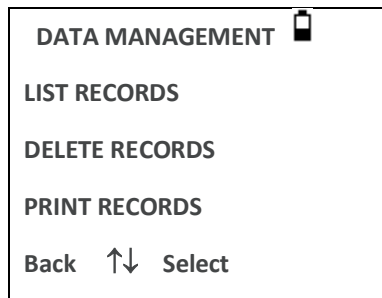 DATA MANAGEMENT
LIST RECORDS
DELETE RECORDS
PRINT RECORDS
Back ↑↓ Select